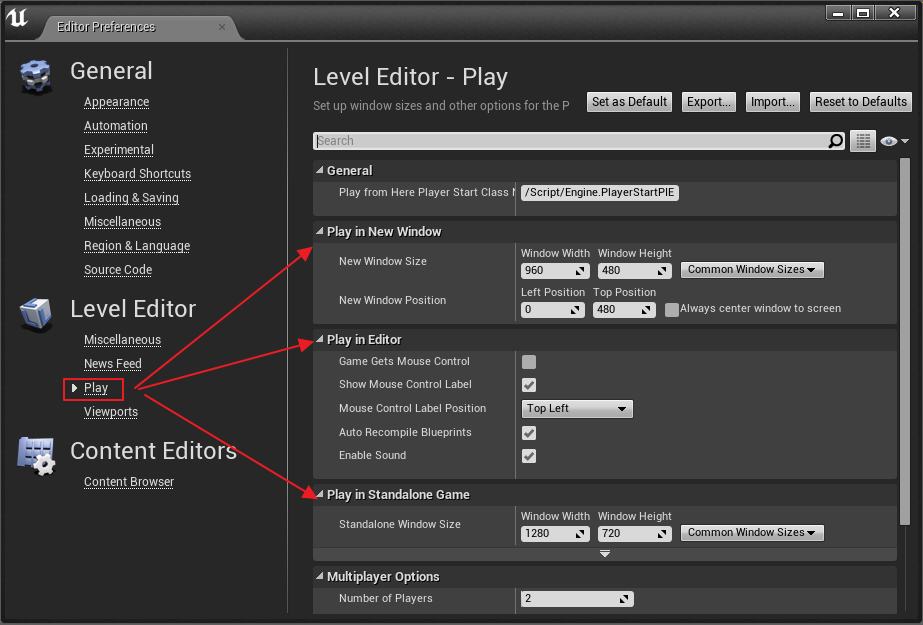 Editor Preferences
General
Appearance
Automation
Experimental
Keyboard Shortcuts
Loading & Saving
Miscellaneous
Region & Language
Source Code
Level Editor
Miscellaneous
News Feed
Play
Viewports
Content Editors
Content Browser
Level Editor - Play
Set up window sizes and other options for the P
Set as Default
Export...
Import...
Reset to Defaults
Search
General
Play from Here Player Start Class
/Script/Engine.PlayerStartPIE
Play in New Window
New Window Size
Window Width
Window Height
960
480
Common Window Sizes
New Window Position
Left Position
Top Position
0
480
Always center window to screen
Play in Editor
Game Gets Mouse Control
Show Mouse Control Label
Mouse Control Label Position
Top Left
Auto Recompile Blueprints
Enable Sound
Play in Standalone Game
Standalone Window Size
Window Width
Window Height
1280
720
Common Window Sizes
Multiplayer Options
Number of Players
2